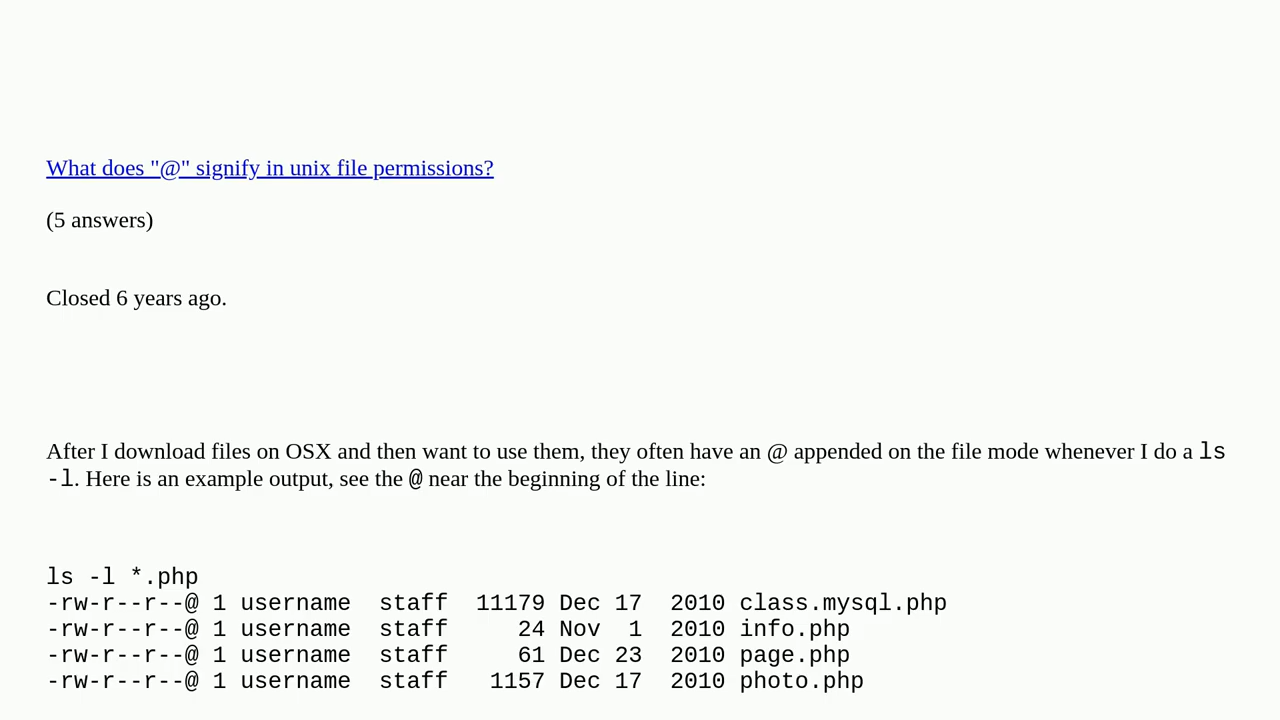 What does "@" signify in unix file permissions?
(5 answers)
Closed 6 years ago.
After I download files on OSX and then want to use them, they often have an @ appended on the file mode whenever I do a ls
-l. Here is an example output, see the @ near the beginning of the line:
ls -l *.php
-rw-r--r--@ 1 username  staff  11179 Dec 17  2010 class.mysql.php
-rw-r--r--@ 1 username  staff     24 Nov  1  2010 info.php
-rw-r--r--@ 1 username  staff     61 Dec 23  2010 page.php
-rw-r--r--@ 1 username  staff   1157 Dec 17  2010 photo.php